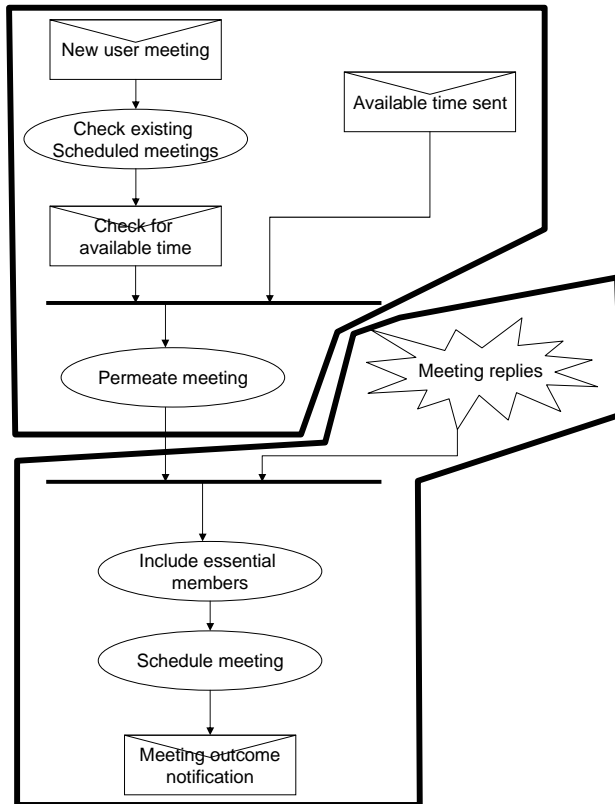 New user meeting
Available time sent
Check existing
Scheduled meetings
Check for
available time
Permeate meeting
Meeting replies
Include essential
members
Schedule meeting
Meeting outcome
notification